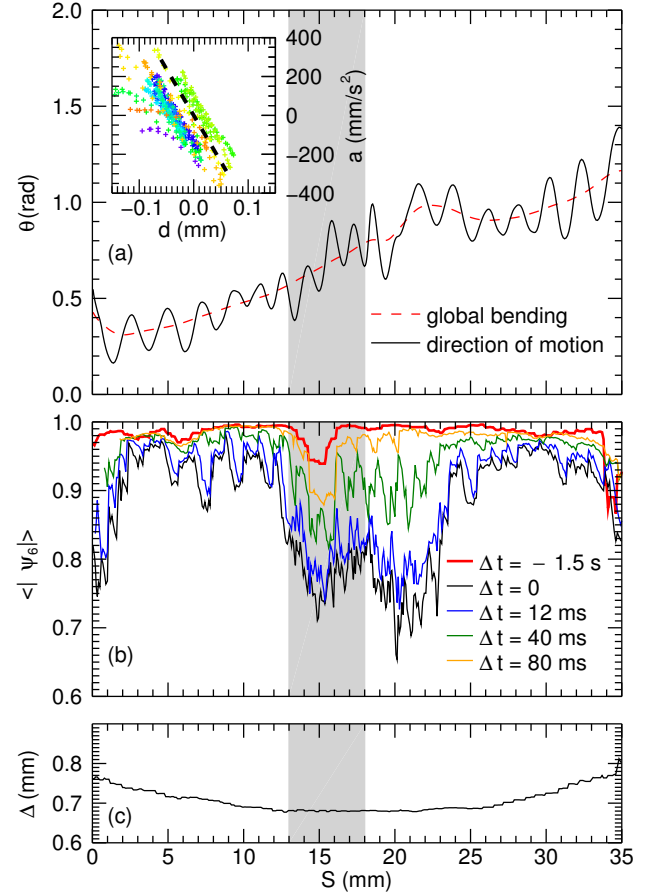 2.0
1.5
1.0
0.5
0.0
θ (rad)
400
200
0
−200
−400
a (mm/s²)
−0.1 0.0 0.1
d (mm)
(a)
global bending
direction of motion
1.0
0.9
0.8
0.7
0.6
<| ψ₆|>
(b)
Δ t = − 1.5 s
Δ t = 0
Δ t = 12 ms
Δ t = 40 ms
Δ t = 80 ms
0.8
0.7
0.6
Δ (mm)
(c)
0 5 10 15 20 25 30 35
S (mm)